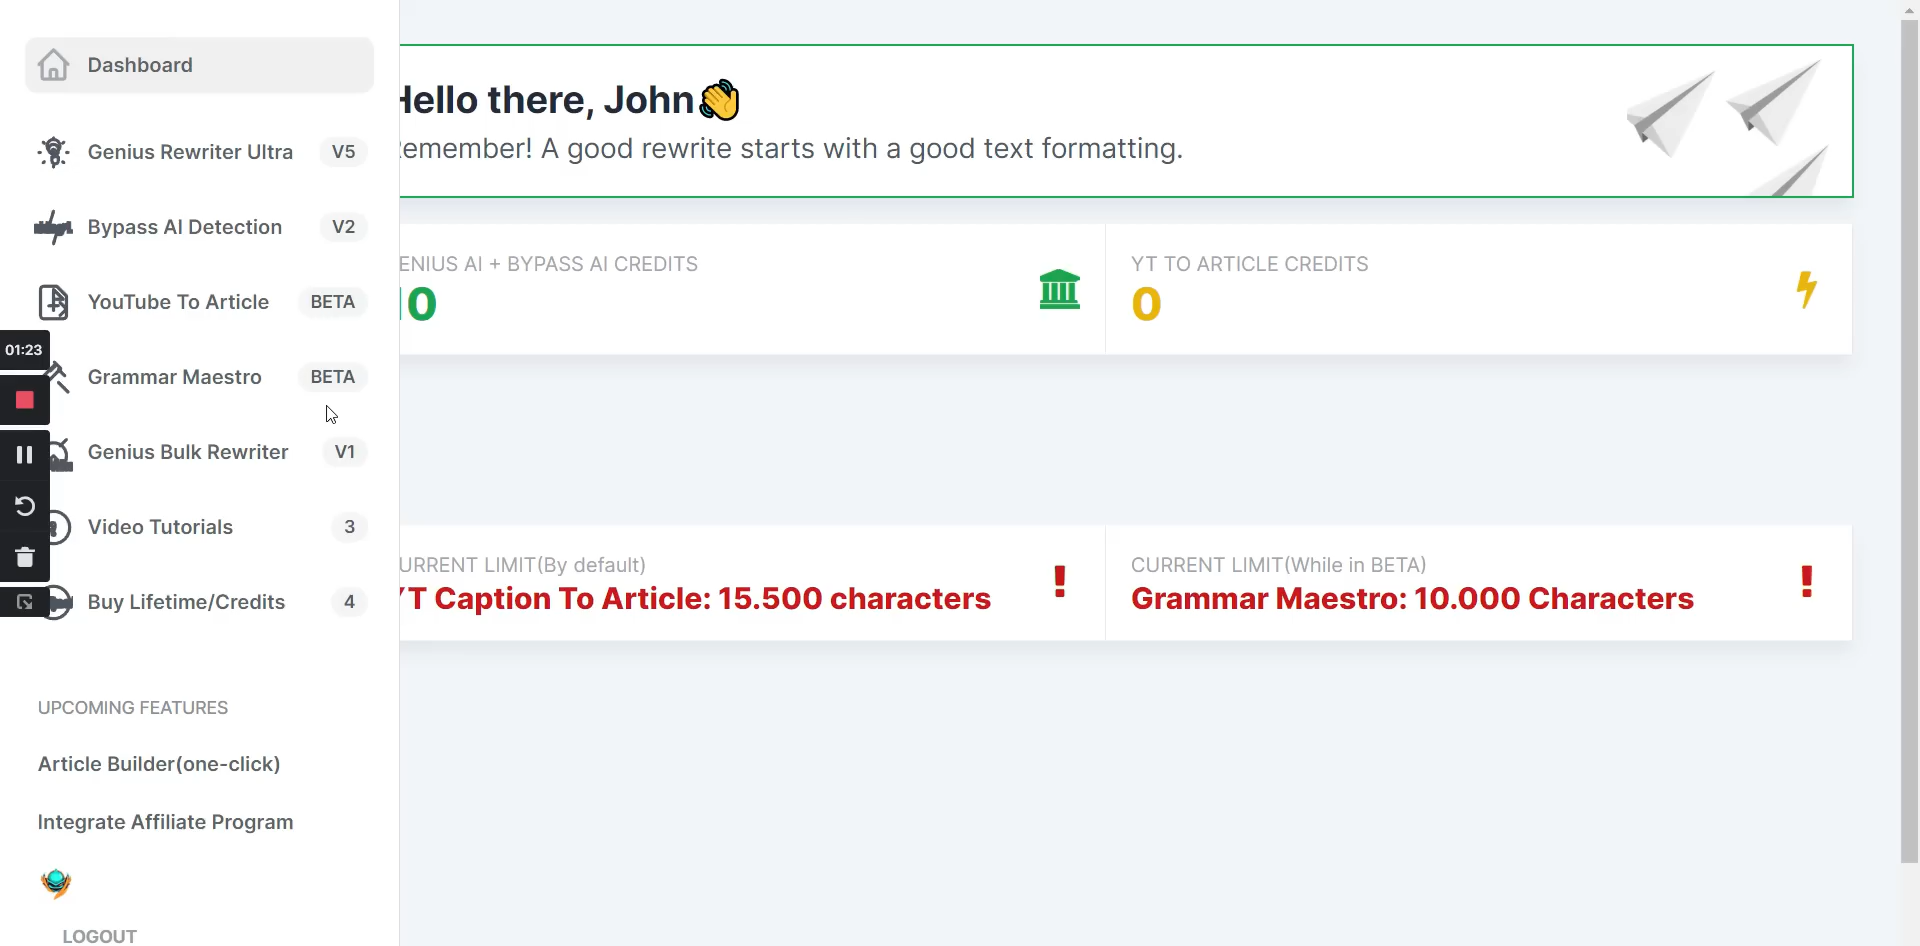 Dashboard
Genius Rewriter Ultra V5
Bypass AI Detection V2
YouTube To Article BETA
01:23
Grammar Maestro BETA
Genius Bulk Rewriter V1
Video Tutorials 3
Buy Lifetime/Credits 4
UPCOMING FEATURES
Article Builder(one-click)
Integrate Affiliate Program
LOGOUT
Hello there, John👋
Remember! A good rewrite starts with a good text formatting.
ENIUS AI + BYPASS AI CREDITS
10
YT TO ARTICLE CREDITS
0
URRENT LIMIT(By default)
YT Caption To Article: 15.500 characters
CURRENT LIMIT(While in BETA)
Grammar Maestro: 10.000 Characters